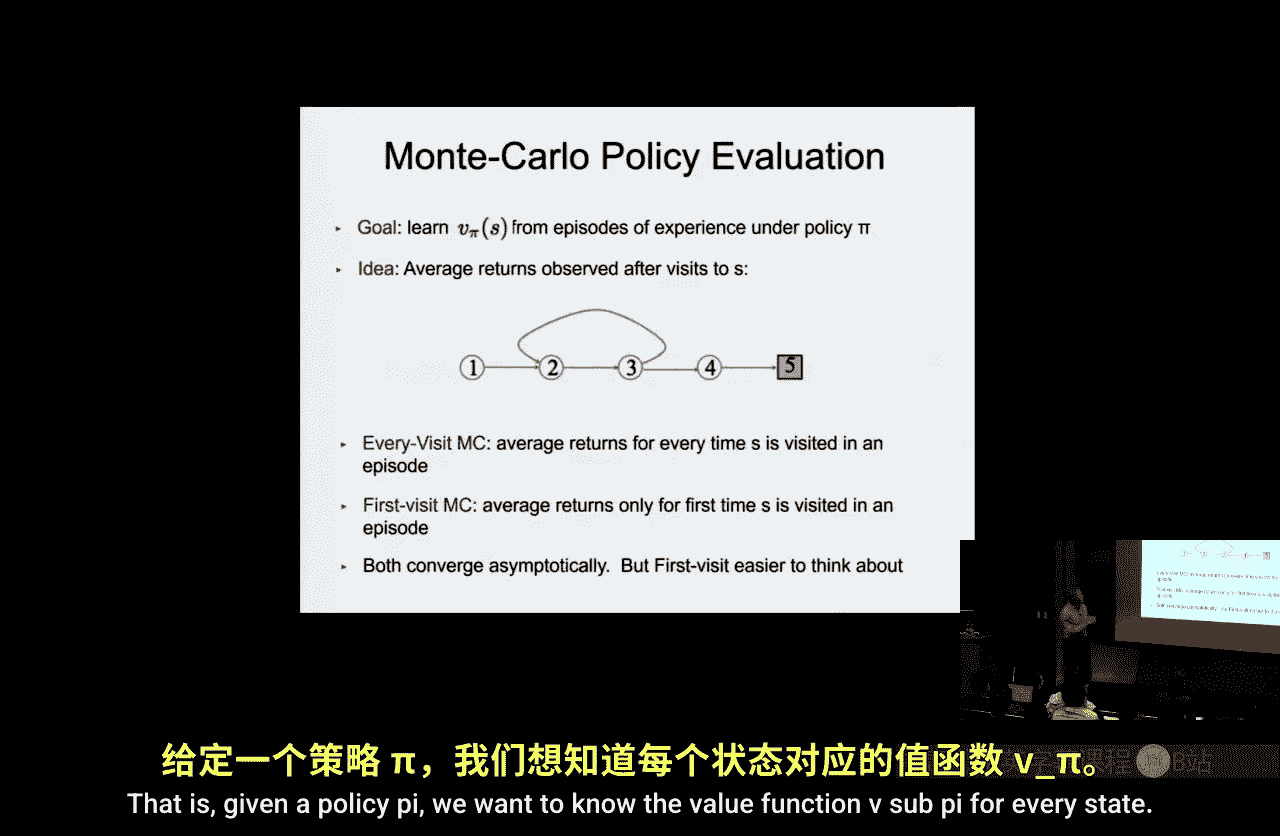 Monte-Carlo Policy Evaluation
Goal: learn vπ(s) from episodes of experience under policy π
Idea: Average returns observed after visits to s:
1 2 3 4 5
Every-Visit MC: average returns for every time s is visited in an
episode
First-visit MC: average returns only for first time s is visited in an
episode
Both converge asymptotically. But First-visit easier to think about
给定一个策略 π，我们想知道每个状态对应的值函数 v_π。
课程
B站
That is, given a policy pi, we want to know the value function v sub pi for every state.